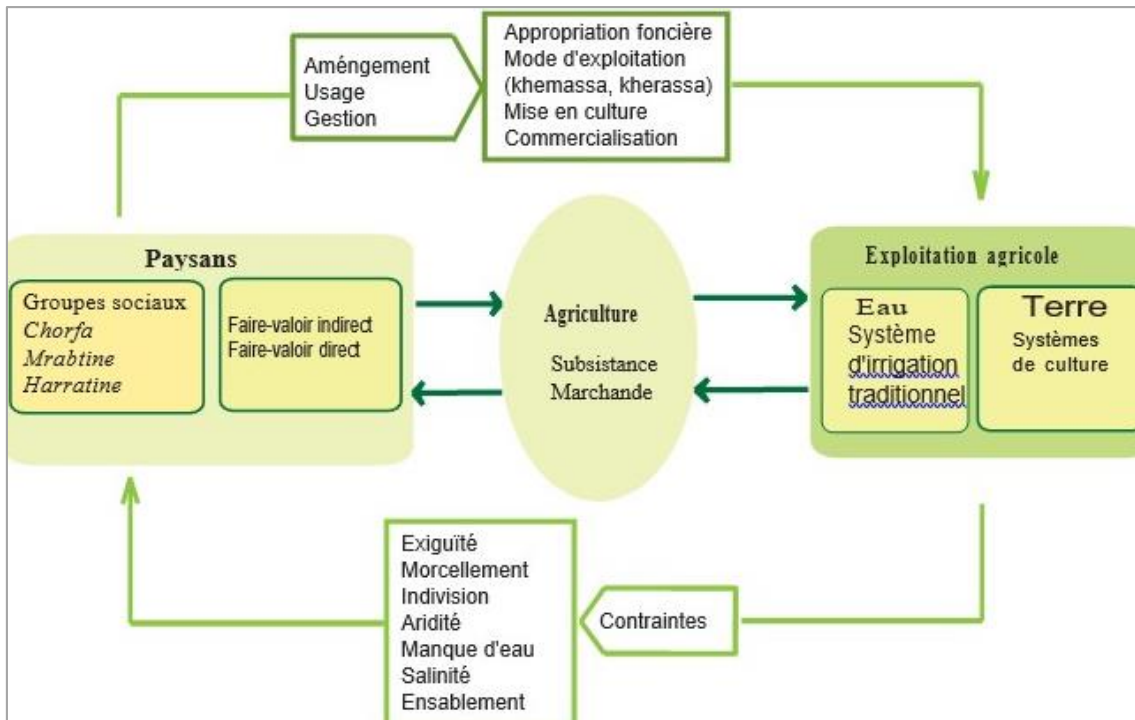 Améngement
Usage
Gestion
Appropriation foncière
Mode d'exploitation
(khemassa, kherassa)
Mise en culture
Commercialisation
Paysans
Groupes sociaux
Chorfa
Mrabtine
Harratine
Faire-valoir indirect
Faire-valoir direct
Agriculture
Subsistance
Marchande
Exploitation agricole
Eau
Système
d'irrigation
traditionnel
Terre
Systèmes
de culture
Exiguïté
Morcellement
Indivision
Aridité
Manque d'eau
Salinité
Ensablement
Contraintes